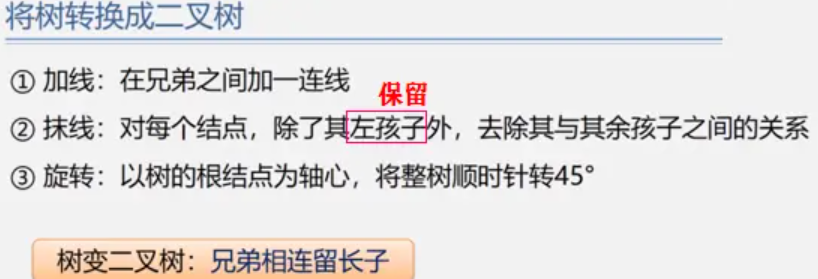 将树转换成二叉树
① 加线：在兄弟之间加一连线
保留
② 抹线：对每个结点，除了其左孩子外，去除其与其余孩子之间的关系
③ 旋转：以树的根结点为轴心，将整树顺时针转45°
树变二叉树：兄弟相连留长子